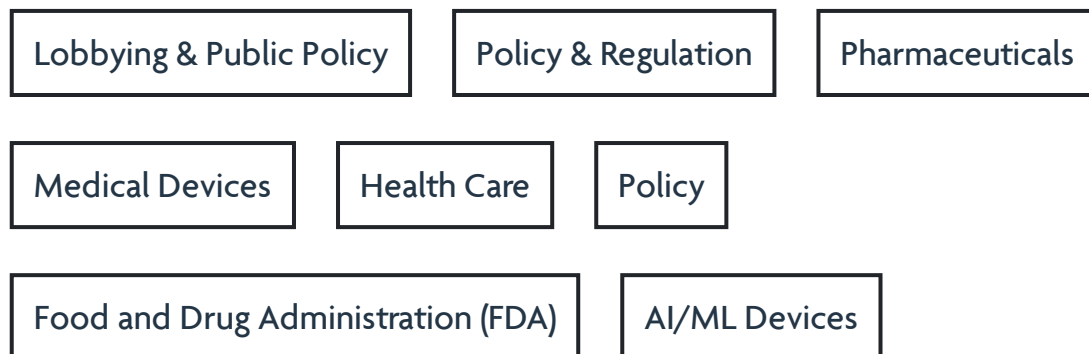 Lobbying & Public Policy Policy & Regulation Pharmaceuticals
Medical Devices Health Care Policy
Food and Drug Administration (FDA) AI/ML Devices